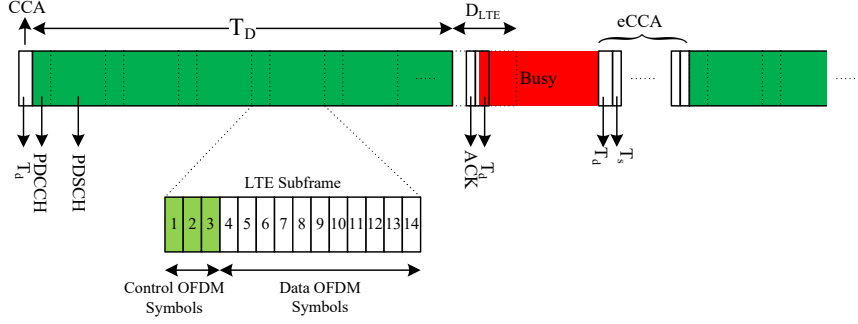 CCA
T_D
D_LTE
eCCA
.....
Busy
......
.....
T_d
PDCCH
PDSCH
ACK
T_d
T_d
T_s
LTE Subframe
1 2 3 4 5 6 7 8 9 10 11 12 13 14
Control OFDM
Symbols
Data OFDM
Symbols